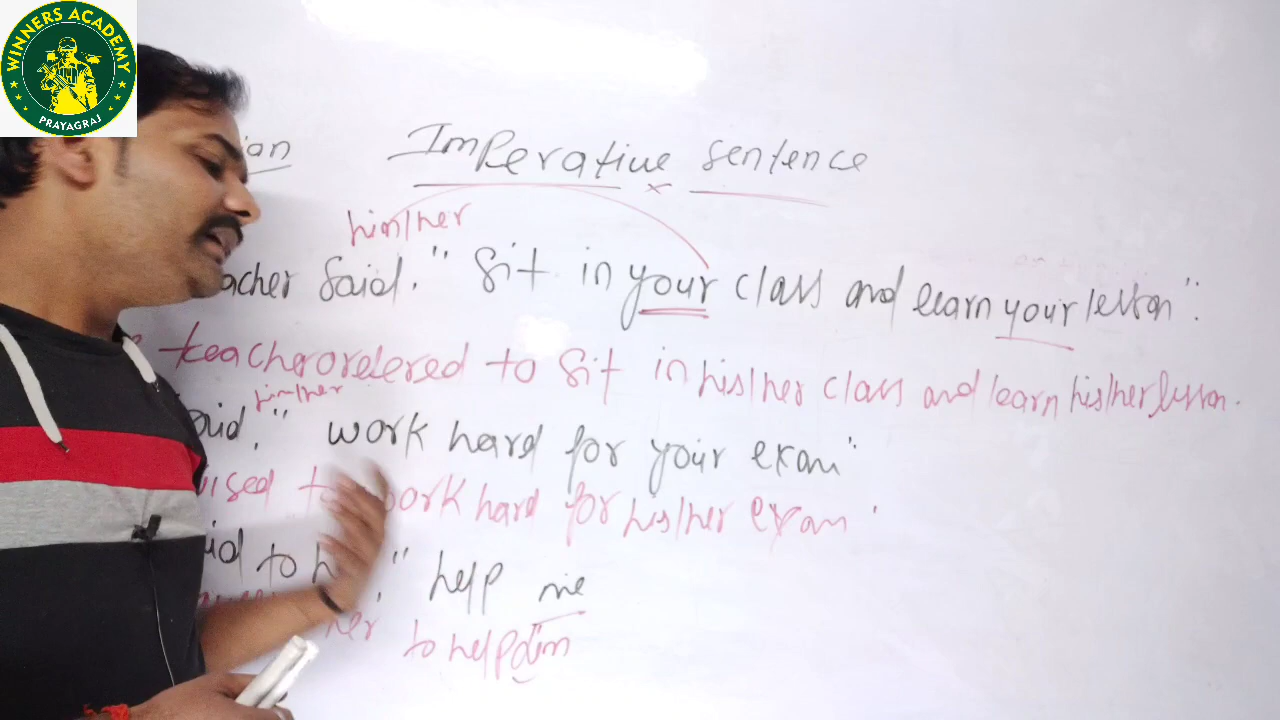 WINNERS ACADEMY
PRAYAGRAJ
Imperative sentence
him/her
acher Said. " Sit in your class and learn your lesson".
teacher ordered to Sit in his/her class and learn his/her lesson.
him/her
aid. " work hard for your exam"
ised to work hard for his/her exam.
id to h " help me
her to help him